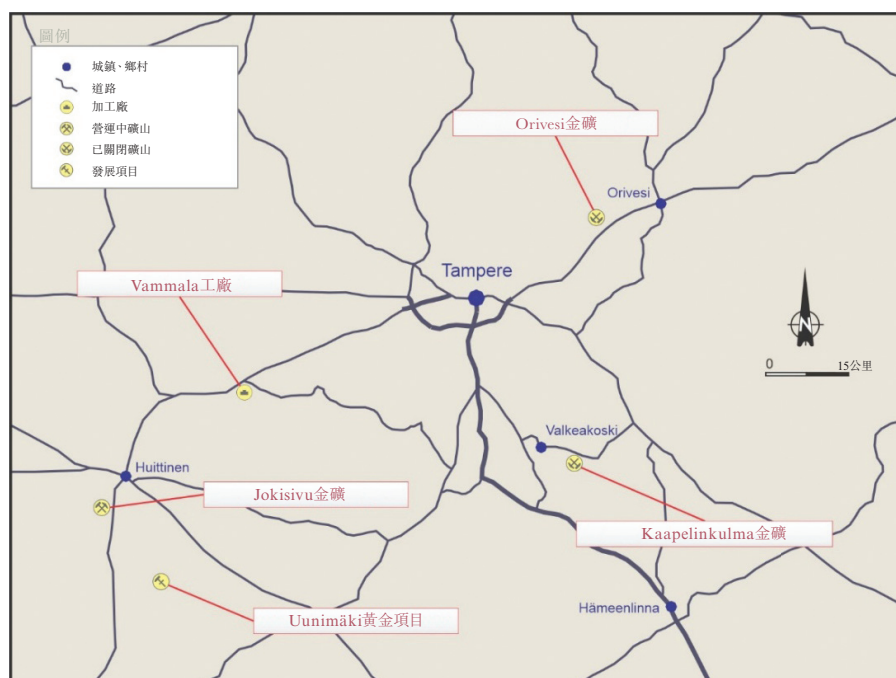 圖例
城鎮、鄉村
道路
加工廠
營運中礦山
已關閉礦山
發展項目
Orivesi金礦
Orivesi
Tampere
Vammala工廠
N
0 15公里
Valkeakoski
Huittinen
Jokisivu金礦
Kaapelinkulma金礦
Hämeenlinna
Uunimäki黃金項目